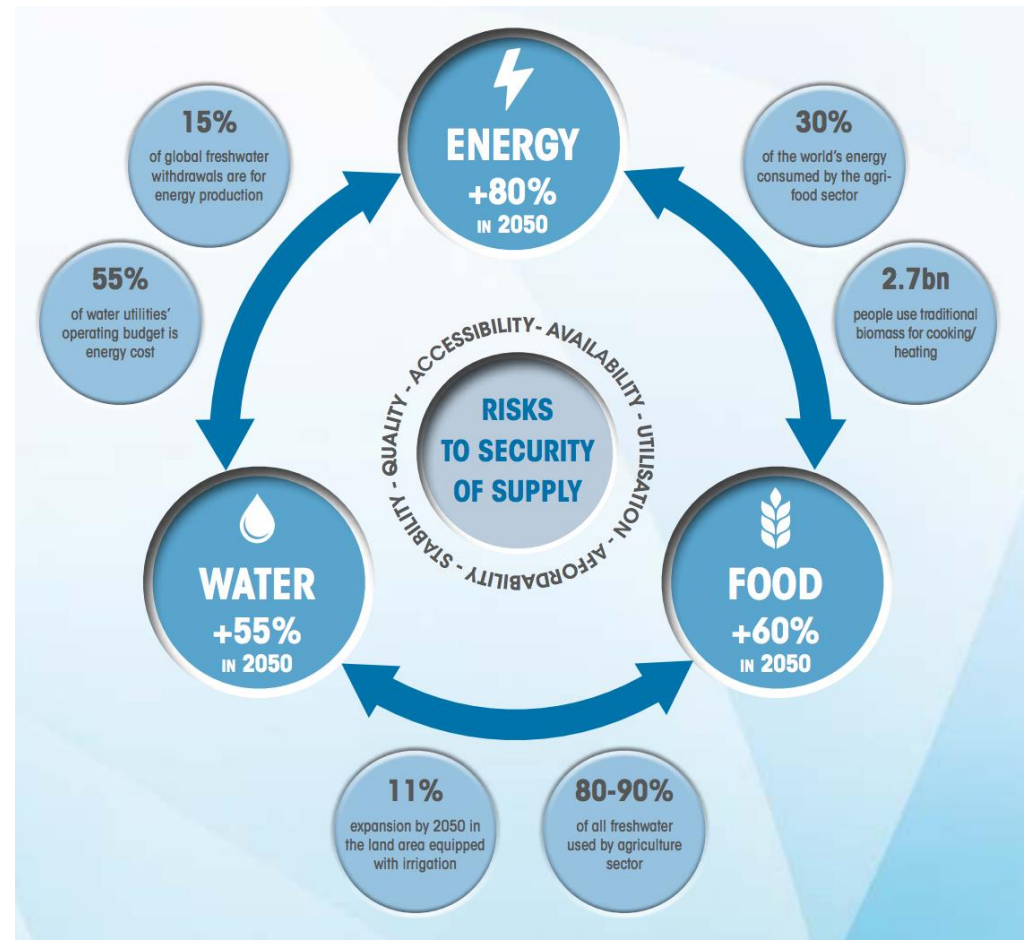 ENERGY
+80%
IN 2050
15%
of global freshwater
withdrawals are for
energy production
55%
of water utilities'
operating budget is
energy cost
30%
of the world's energy
consumed by the agri-
food sector
2.7bn
people use traditional
biomass for cooking/
heating
QUALITY - ACCESSIBILITY- AVAILABILITY - UTILISATION - AFFORDABILITY - STABILITY -
RISKS
TO SECURITY
OF SUPPLY
WATER
+55%
IN 2050
FOOD
+60%
IN 2050
11%
expansion by 2050 in
the land area equipped
with irrigation
80-90%
of all freshwater
used by agriculture
sector